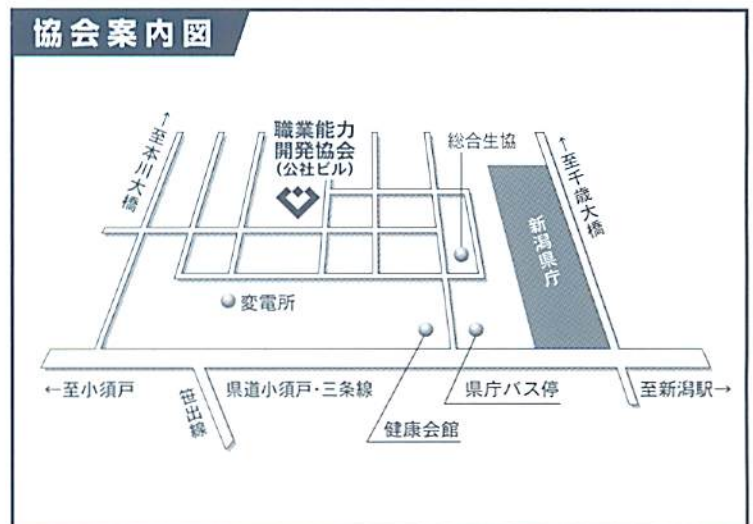 協会案内図
↑至本川大橋
職業能力
開発協会
(公社ビル)
総合生協
↑至千歳大橋
新潟県庁
変電所
←至小須戸
笹出線
県道小須戸・三条線
県庁バス停
至新潟駅→
健康会館